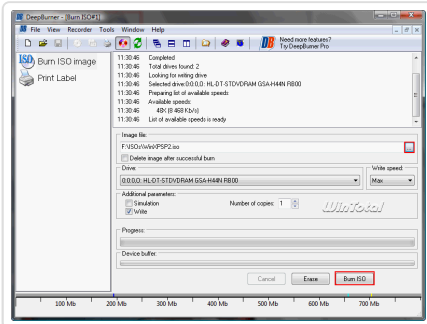 DeepBurner - [Burn ISO#1]
File View Recorder Tools Window Help
Need more features?
Try DeepBurner Pro
Burn ISO image
Print Label
11:30:46 Completed
11:30:46 Total drives found: 2
11:30:46 Looking for writing drive
11:30:46 Selected drive:0:0:0,0: HL-DT-STDVDRAM GSA-H44N RB00
11:30:46 Preparing list of available speeds
11:30:46 Available speeds:
11:30:46 48X (8 468 Kb/s)
11:30:46 List of available speeds is ready
Image file:
F:\ISOs\WinXPSP2.iso
...
Delete image after successful burn
Drive: Write speed:
0:0:0,0: HL-DT-STDVDRAM GSA-H44N RB00 Max
Additional parameters:
Simulation Number of copies: 1
Write
WinTotal
Progress:
Device buffer:
Cancel Erase Burn ISO
100 Mb 200 Mb 300 Mb 400 Mb 500 Mb 600 Mb 700 Mb